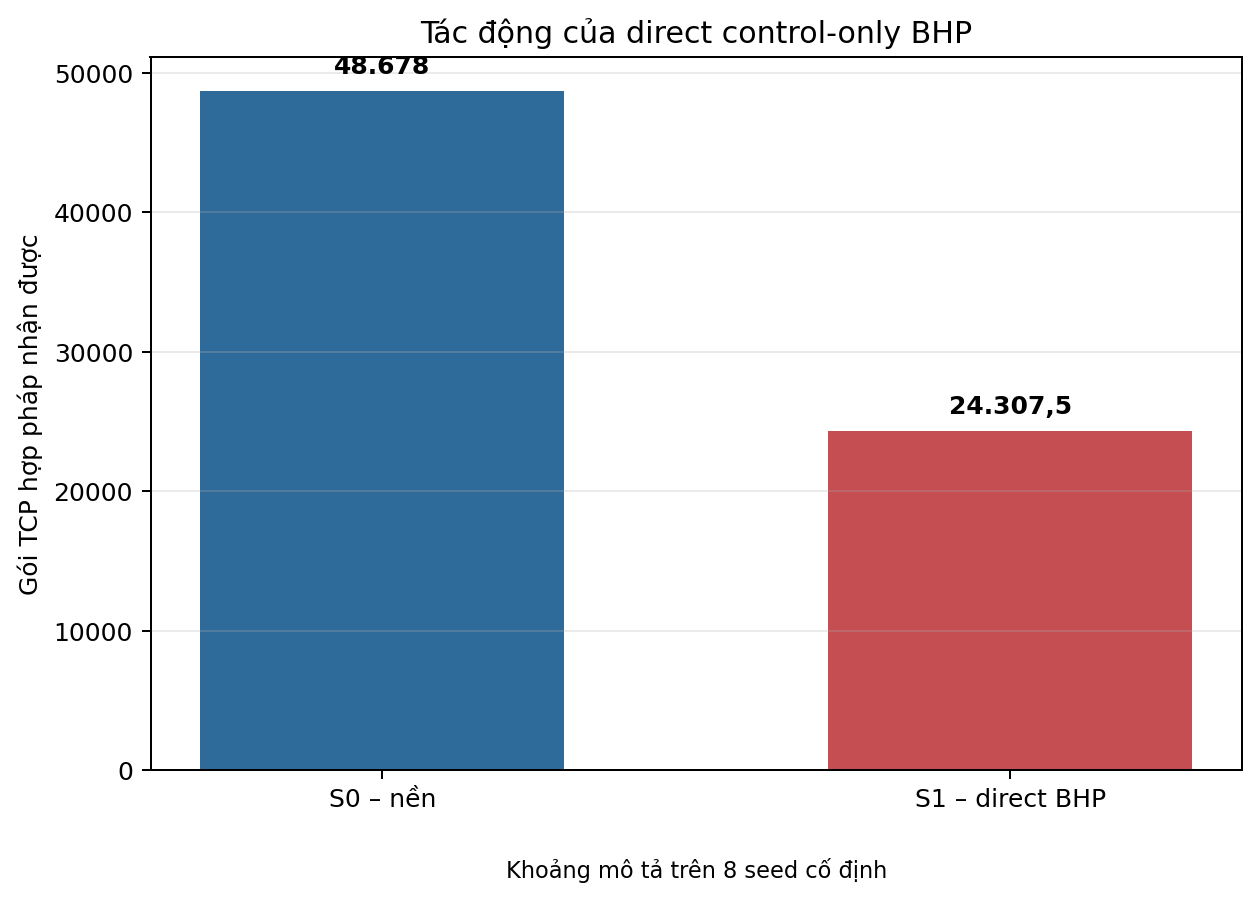 Tác động của direct control-only BHP
Gói TCP hợp pháp nhận được
50000
40000
30000
20000
10000
0
48.678
24.307,5
S0 – nền
S1 – direct BHP
Khoảng mô tả trên 8 seed cố định